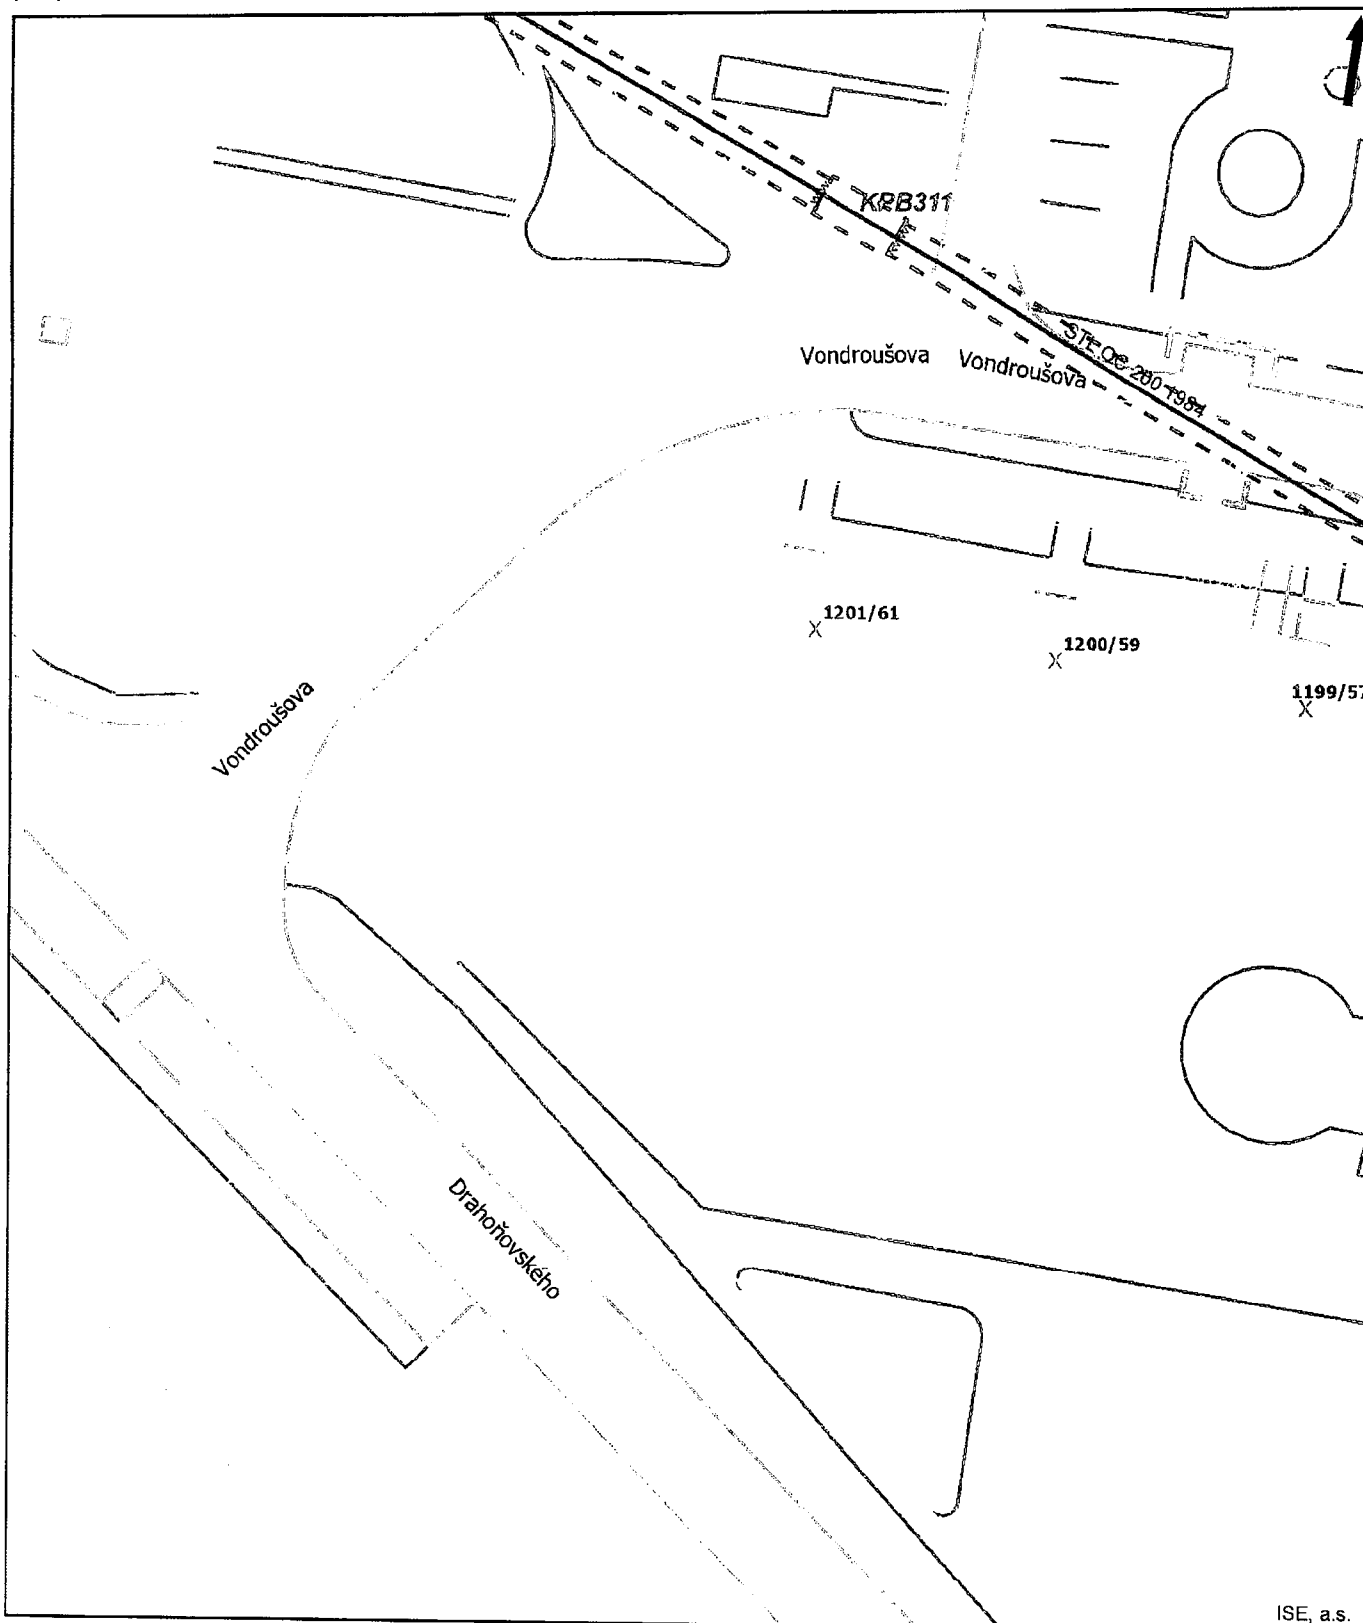 KRB311
STL OC 200 1984
Vondroušova
Vondroušova
1201/61
1200/59
1199/57
Vondroušova
Drahoňovského
ISE, a.s.